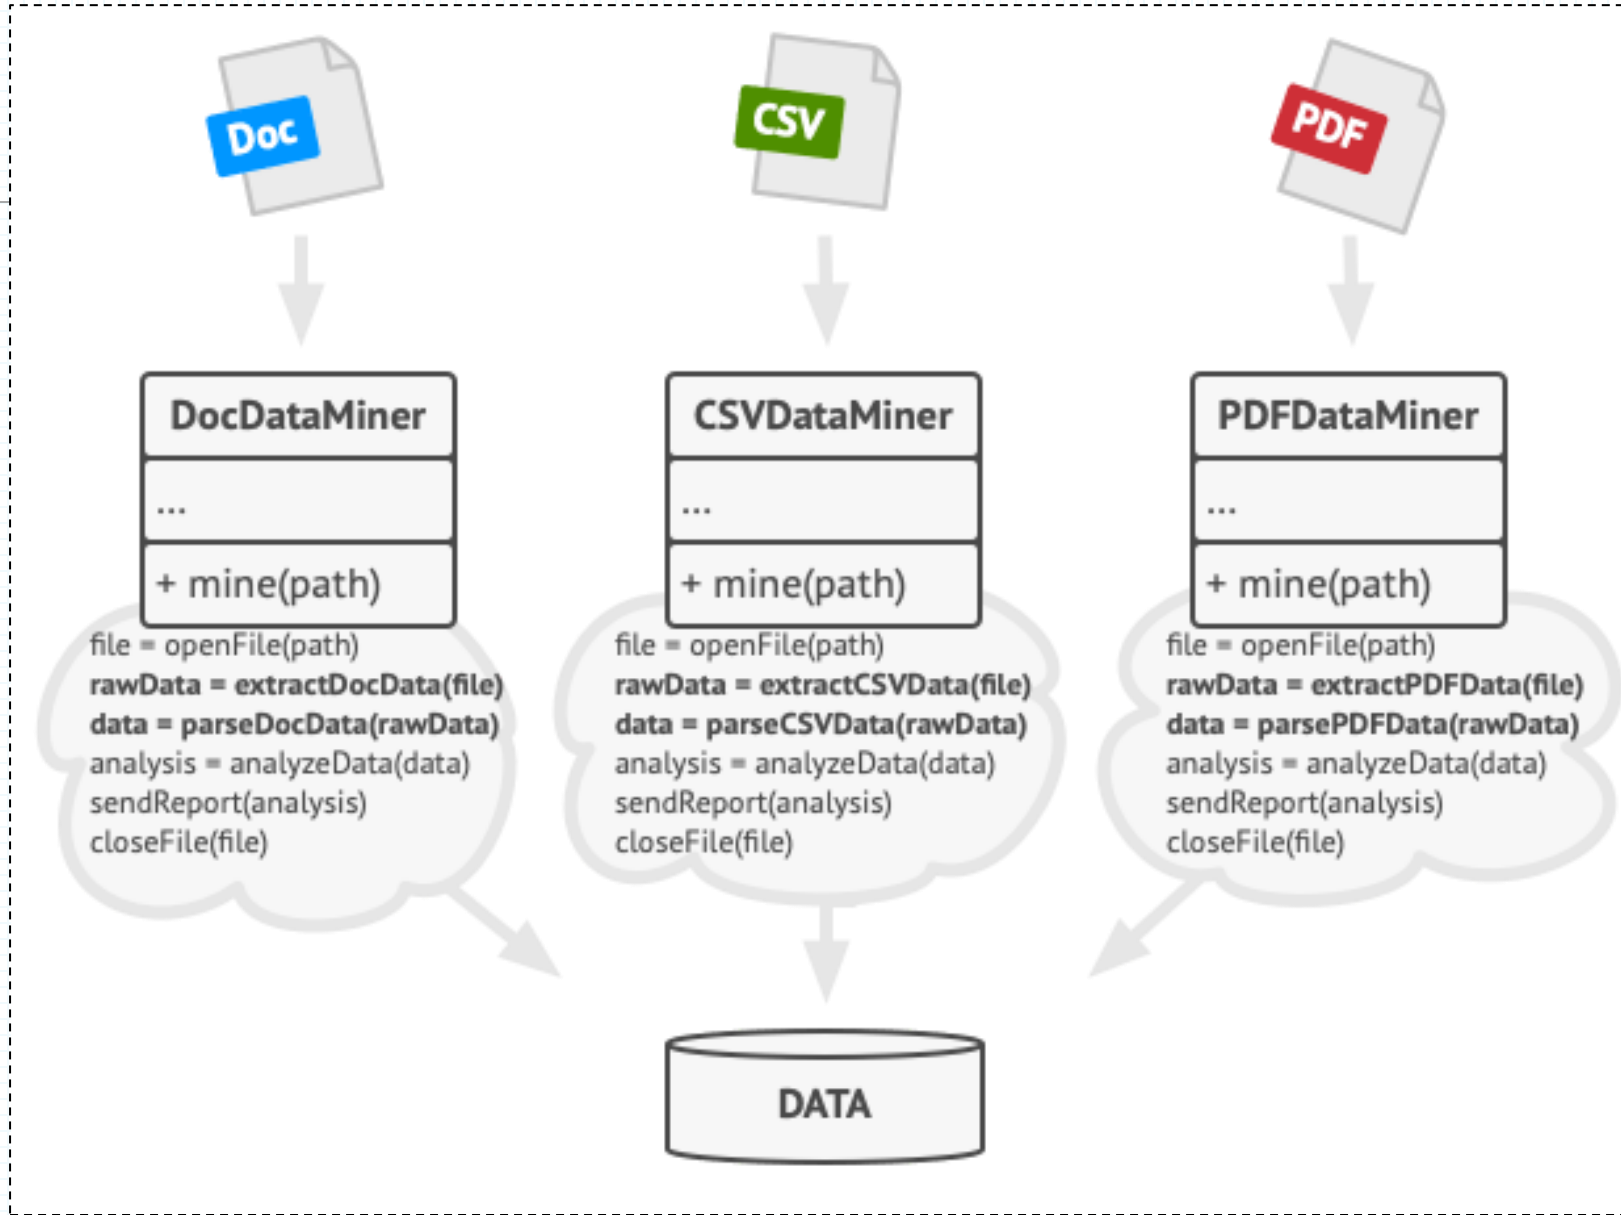 Doc
CSV
PDF
DocDataMiner
...
+ mine(path)
file = openFile(path)
rawData = extractDocData(file)
data = parseDocData(rawData)
analysis = analyzeData(data)
sendReport(analysis)
closeFile(file)
CSVDataMiner
...
+ mine(path)
file = openFile(path)
rawData = extractCSVData(file)
data = parseCSVData(rawData)
analysis = analyzeData(data)
sendReport(analysis)
closeFile(file)
PDFDataMiner
...
+ mine(path)
file = openFile(path)
rawData = extractPDFData(file)
data = parsePDFData(rawData)
analysis = analyzeData(data)
sendReport(analysis)
closeFile(file)
DATA